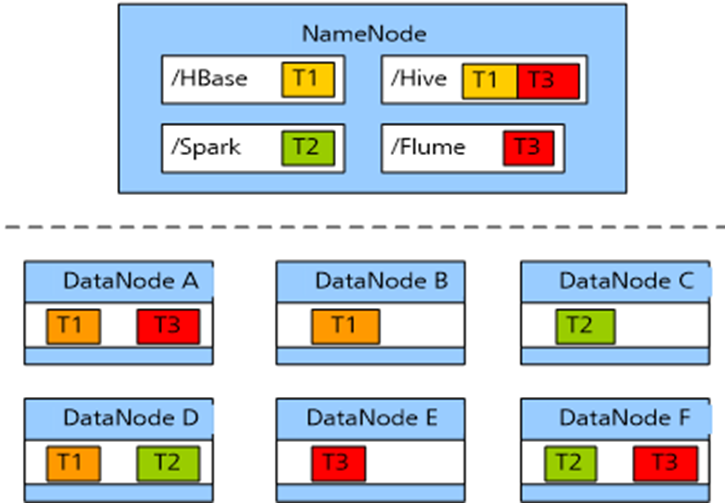 NameNode
/HBase T1
/Hive T1 T3
/Spark T2
/Flume T3
DataNode A
T1 T3
DataNode B
T1
DataNode C
T2
DataNode D
T1 T2
DataNode E
T3
DataNode F
T2 T3